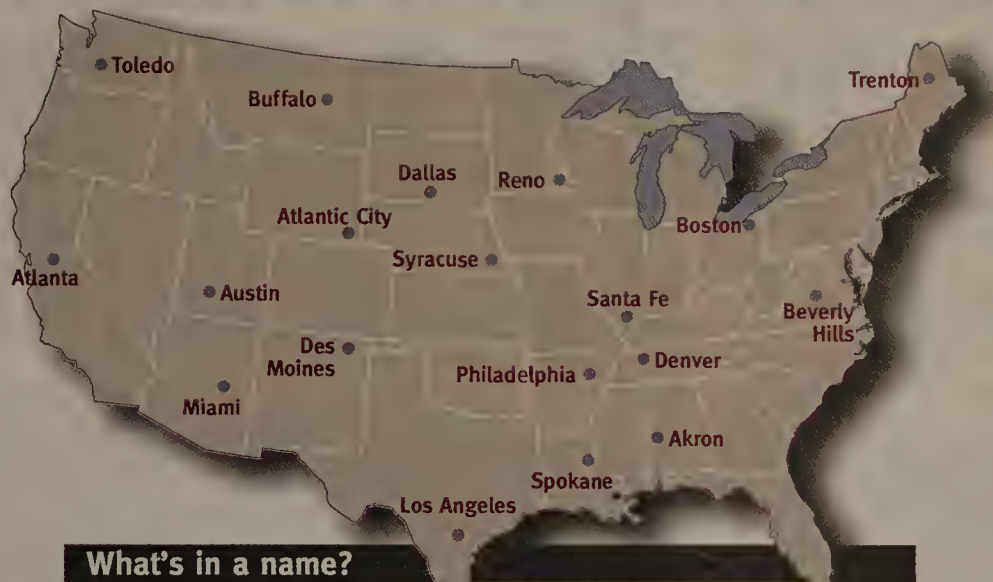 Toledo
Trenton
Buffalo
Dallas
Reno
Atlantic City
Boston
Syracuse
Atlanta
Austin
Santa Fe
Beverly
Hills
Des
Moines
Denver
Philadelphia
Miami
Akron
Spokane
Los Angeles
What's in a name?